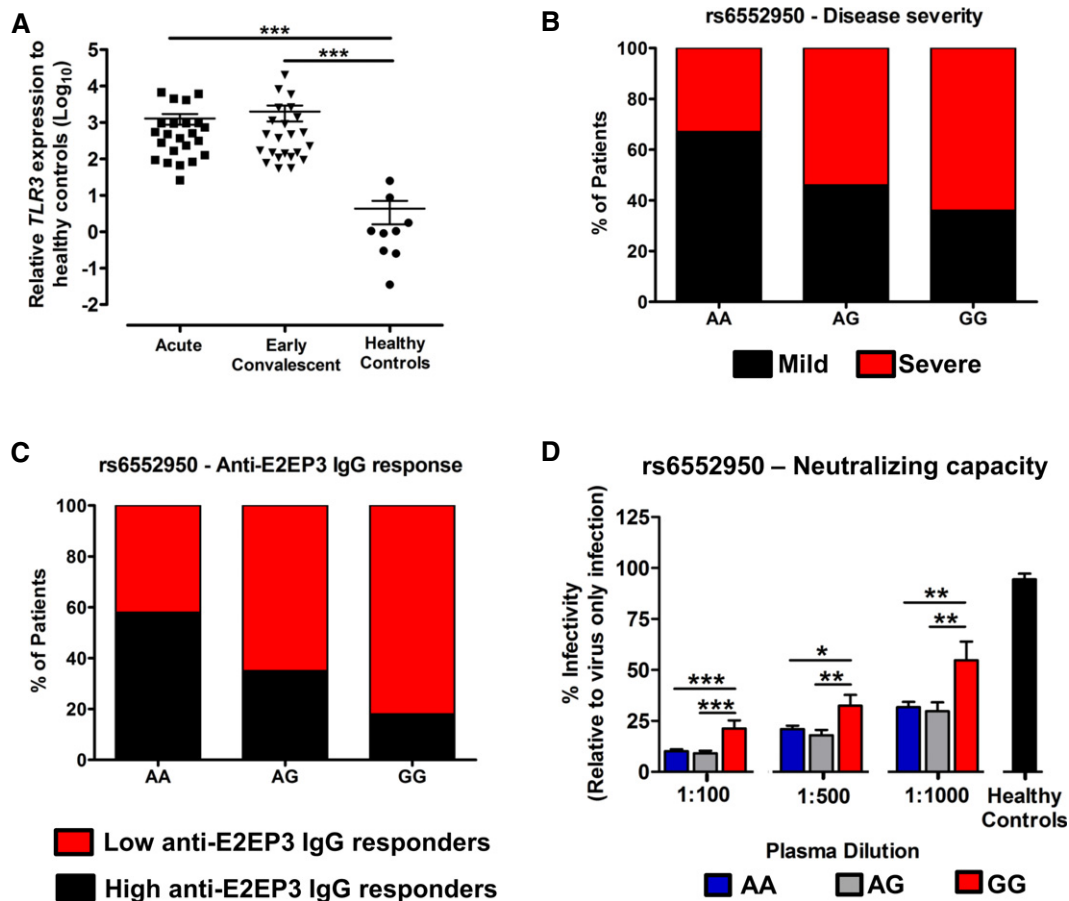 A
Relative TLR3 expression to
healthy controls (Log10)
***
***
5
4
3
2
1
0
-1
-2
Acute
Early
Convalescent
Healthy
Controls
B
rs6552950 - Disease severity
% of Patients
100
80
60
40
20
0
AA
AG
GG
Mild
Severe
C
rs6552950 - Anti-E2EP3 IgG response
% of Patients
100
80
60
40
20
0
AA
AG
GG
Low anti-E2EP3 IgG responders
High anti-E2EP3 IgG responders
D
rs6552950 – Neutralizing capacity
% Infectivity
(Relative to virus only infection)
125
100
75
50
25
0
***
***
*
**
**
**
1:100
1:500
1:1000
Healthy
Controls
Plasma Dilution
AA
AG
GG